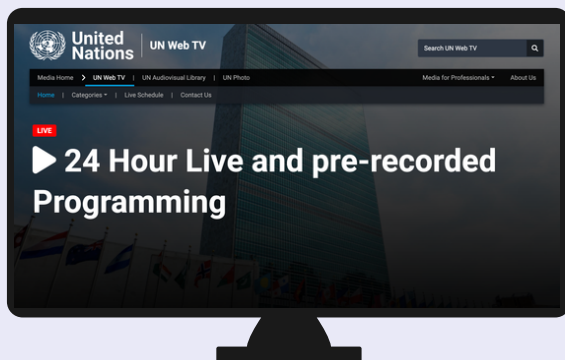 United
Nations
UN Web TV
Search UN Web TV
Media Home
UN Web TV | UN Audiovisual Library | UN Photo
Media for Professionals
About Us
Home | Categories | Live Schedule | Contact Us
LIVE
24 Hour Live and pre-recorded
Programming